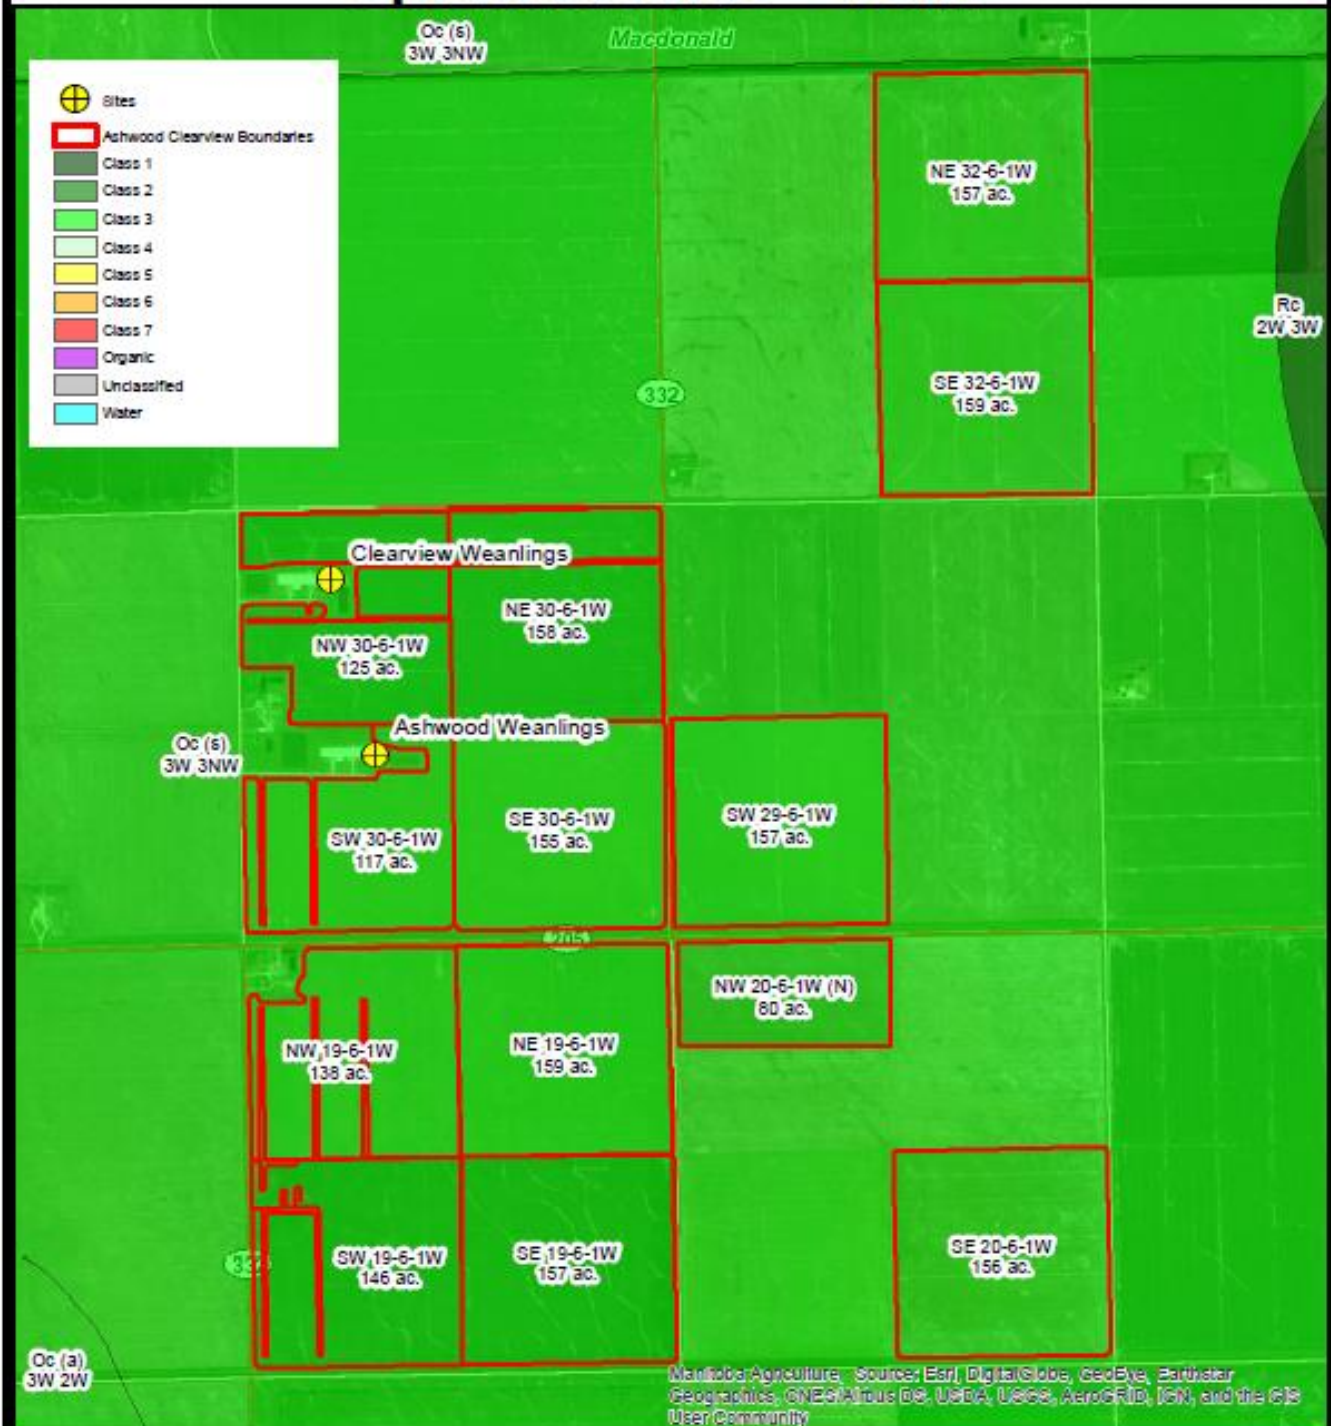 Oc (s)
3W 3NW
Macdonald
Sites
Ashwood Clearview Boundaries
Class 1
Class 2
Class 3
Class 4
Class 5
Class 6
Class 7
Organic
Unclassified
Water
NE 32-6-1W
157 ac.
Rc
2W 3W
SE 32-6-1W
159 ac.
332
Clearview Weanlings
NE 30-6-1W
158 ac.
NW 30-6-1W
125 ac.
Ashwood Weanlings
Oc (s)
3W 3NW
SW 29-6-1W
157 ac.
SE 30-6-1W
155 ac.
SW 30-6-1W
117 ac.
205
NW 20-6-1W (N)
80 ac.
NE 19-6-1W
159 ac.
NW 19-6-1W
138 ac.
SE 20-6-1W
156 ac.
SW 19-6-1W
146 ac.
SE 19-6-1W
157 ac.
Oc (a)
3W 2W
Manitoba Agriculture, Source: Esri, DigitalGlobe, GeoEye, Earthstar
Geographics, CNES/Airbus DS, USDA, USGS, AeroGRID, IGN, and the GIS
User Community